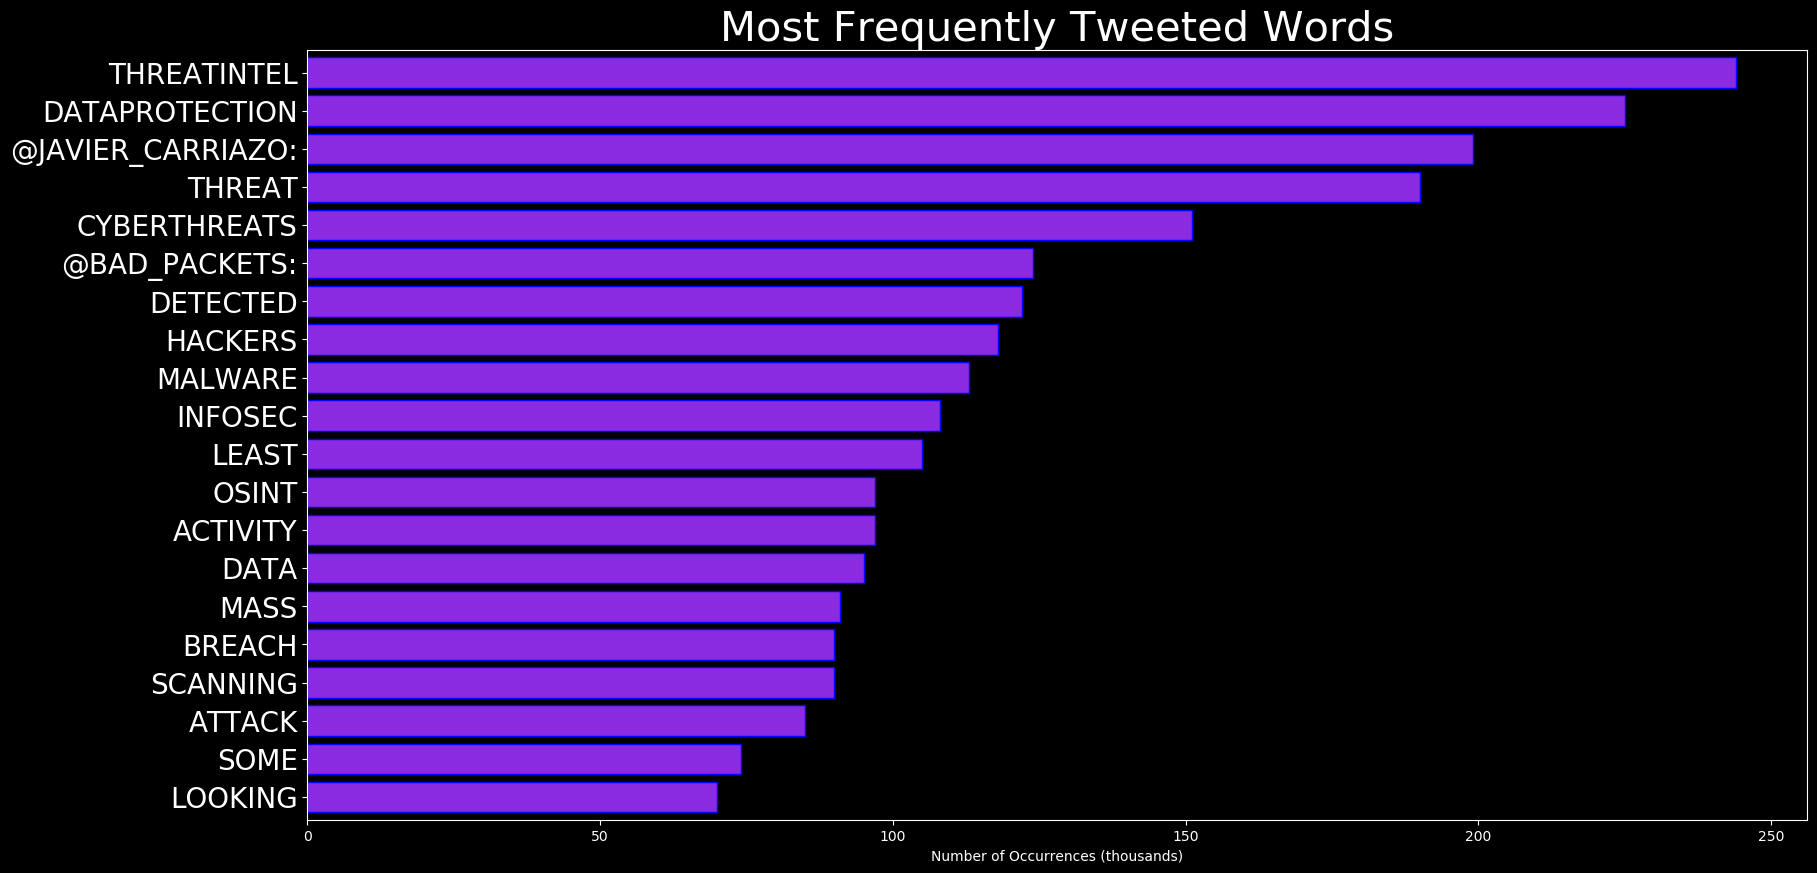 Most Frequently Tweeted Words
THREATINTEL
DATAPROTECTION
@JAVIER_CARRIAZO:
THREAT
CYBERTHREATS
@BAD_PACKETS:
DETECTED
HACKERS
MALWARE
INFOSEC
LEAST
OSINT
ACTIVITY
DATA
MASS
BREACH
SCANNING
ATTACK
SOME
LOOKING
0 50 100 150 200 250
Number of Occurrences (thousands)